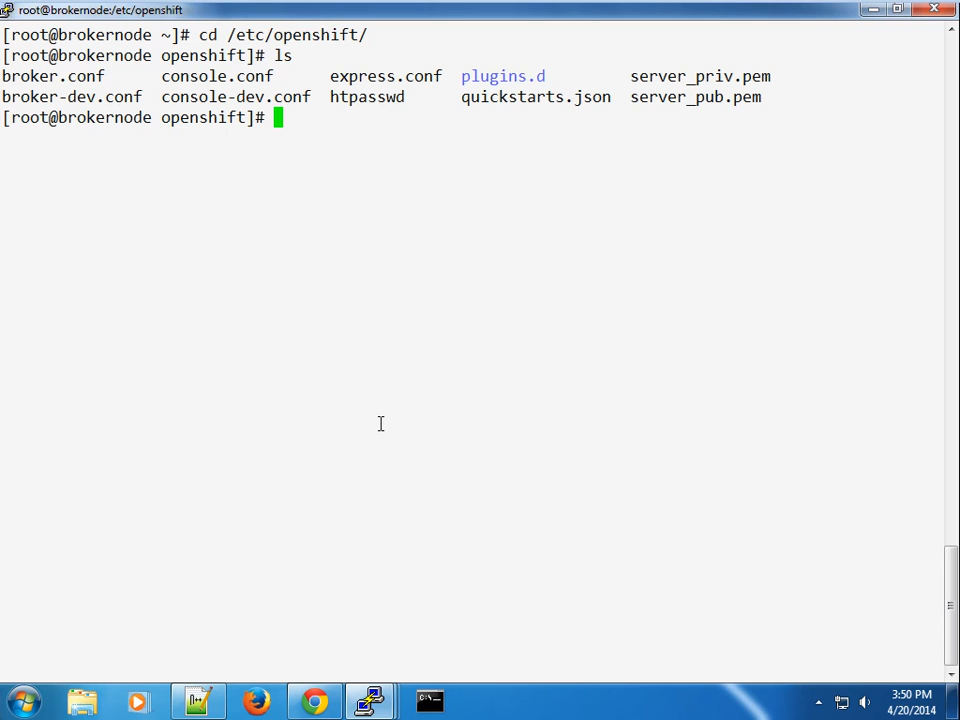 root@brokernode:/etc/openshift
[root@brokernode ~]# cd /etc/openshift/
[root@brokernode openshift]# ls
broker.conf console.conf express.conf plugins.d server_priv.pem
broker-dev.conf console-dev.conf htpasswd quickstarts.json server_pub.pem
[root@brokernode openshift]#
3:50 PM
4/20/2014